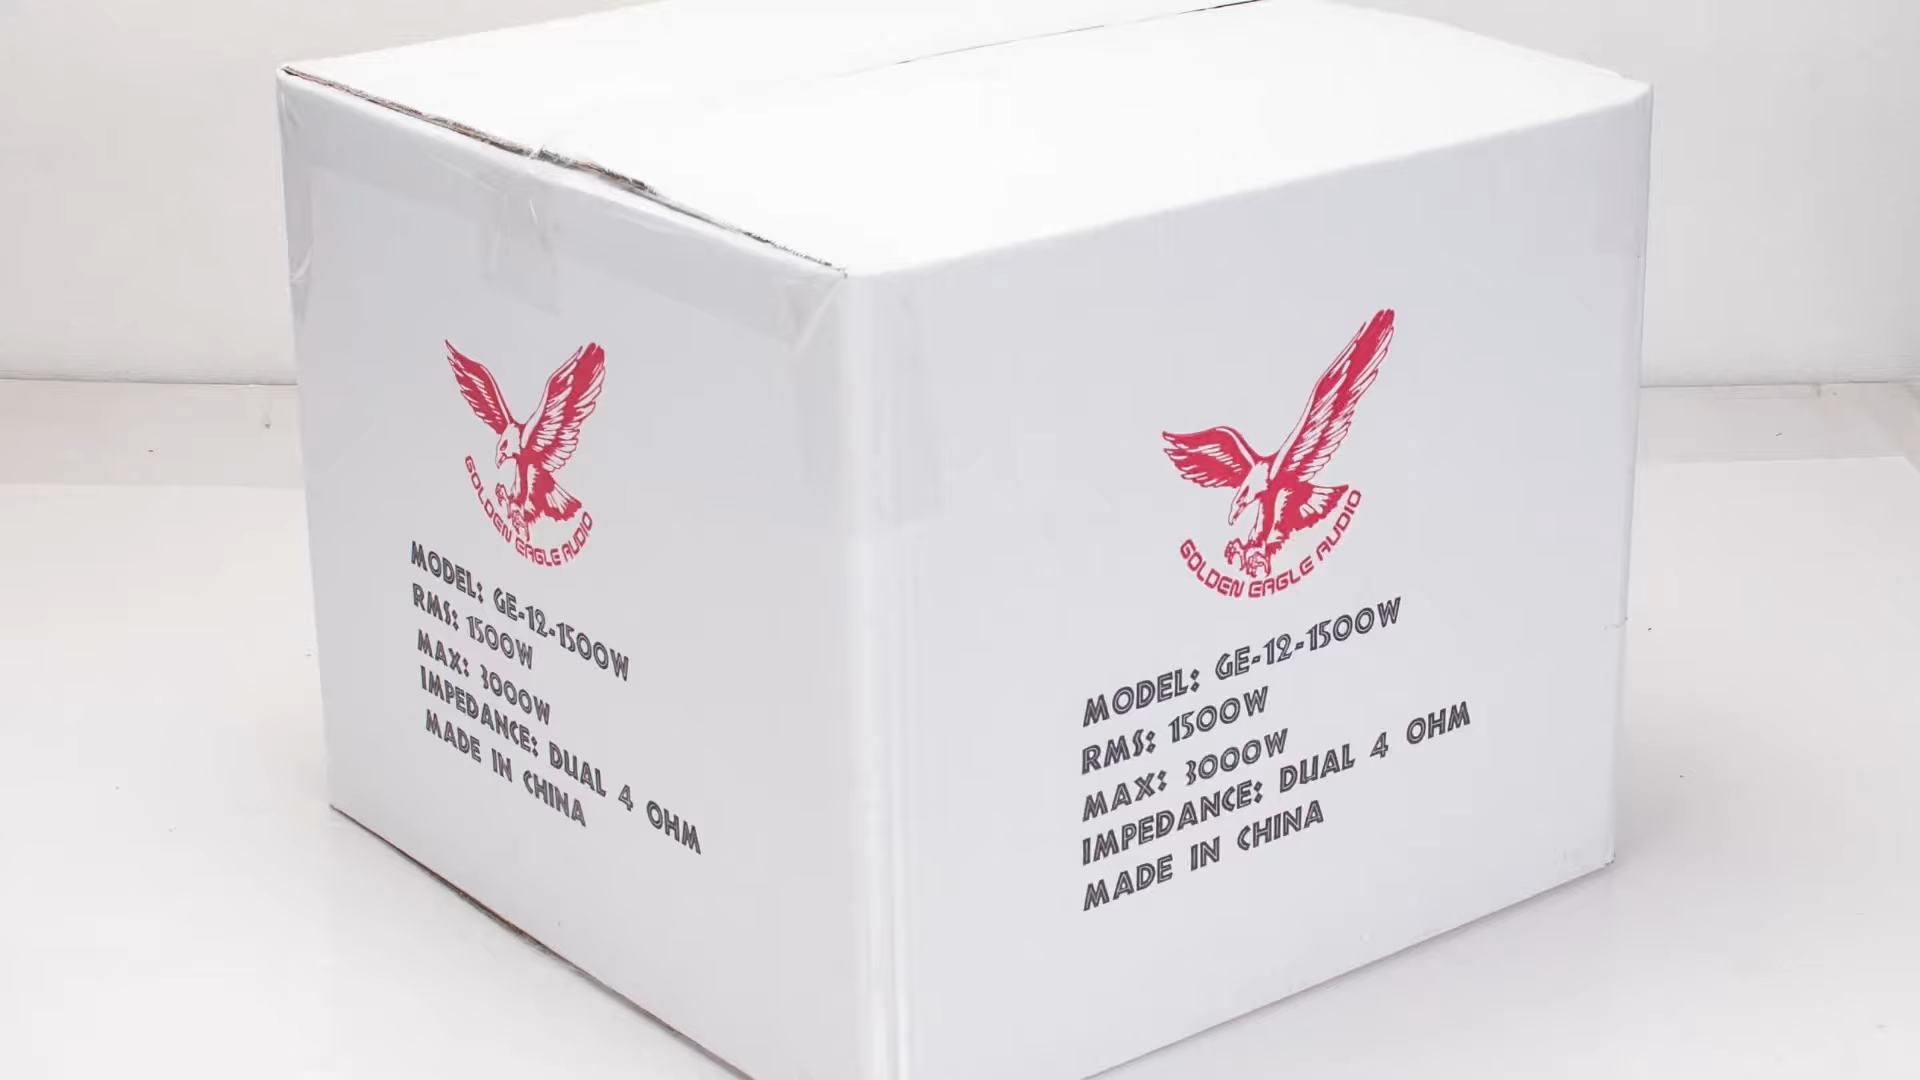 GOLDEN EAGLE AUDIO
MODEL: GE-12-1500W
RMS: 1500W
MAX: 3000W
IMPEDANCE: DUAL 4 OHM
MADE IN CHINA
GOLDEN EAGLE AUDIO
MODEL: GE-12-1500W
RMS: 1500W
MAX: 3000W
IMPEDANCE: DUAL 4 OHM
MADE IN CHINA